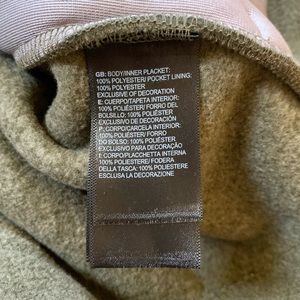 GB: BODY/INNER PLACKET:
100% POLYESTER/ POCKET LINING:
100% POLYESTER
EXCLUSIVE OF DECORATION
E: CUERPO/TAPETA INTERIOR:
100% POLIÉSTER/ FORRO DEL
BOLSILLO: 100% POLIÉSTER
EXCLUSIVO DE DECORACIÓN
P: CORPO/CARCELA INTERIOR:
100% POLIÉSTER/ FORRO
DO BOLSO: 100% POLIÉSTER
EXCLUSIVO PARA DECORAÇÃO
I: CORPO/PLACCHETTA INTERNA
100% POLIESTERE/FODERA
DELLA TASCA: 100% POLIESTERE
ESCLUSA LA DECORAZIONE